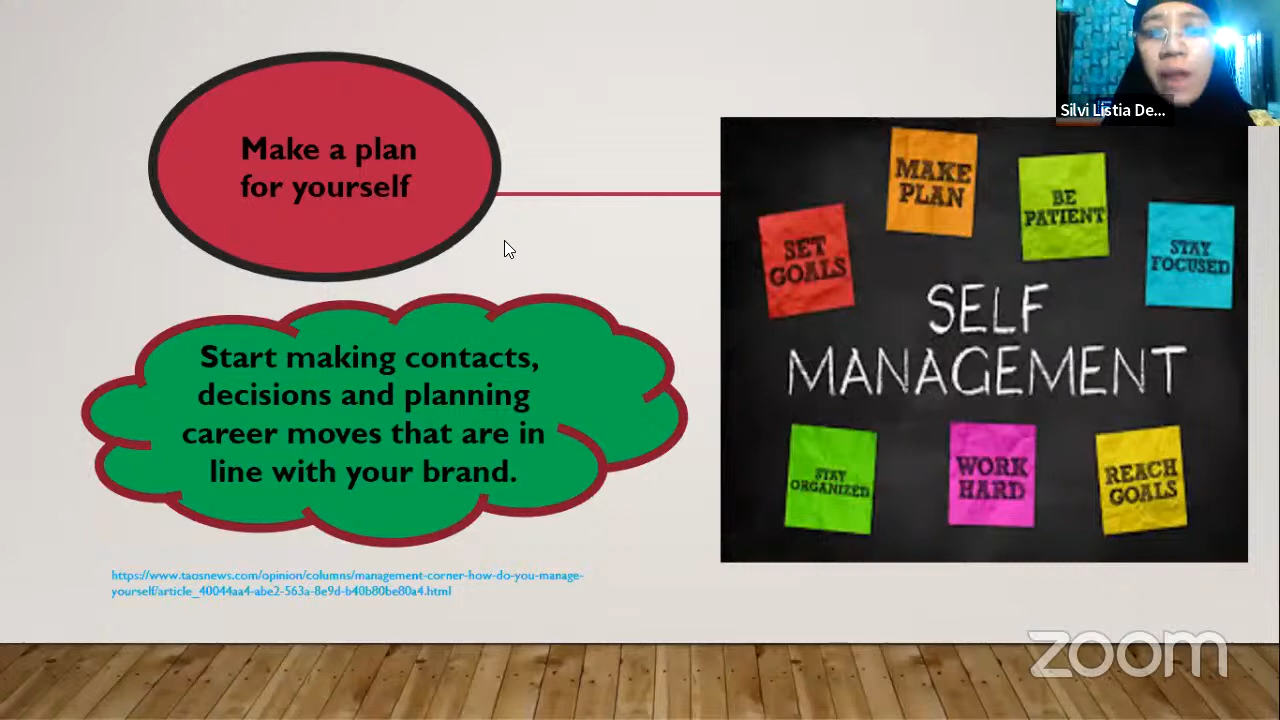 Silvi Listia De...
Make a plan
for yourself
MAKE
PLAN
BE
PATIENT
SET
GOALS
STAY
FOCUSED
SELF
MANAGEMENT
Start making contacts,
decisions and planning
career moves that are in
line with your brand.
STAY
ORGANIZED
WORK
HARD
REACH
GOALS
https://www.taosnews.com/opinion/columns/management-corner-how-do-you-manage-
yourself/article_40044aa4-abe2-563a-8e9d-b40b80be80a4.html
zoom